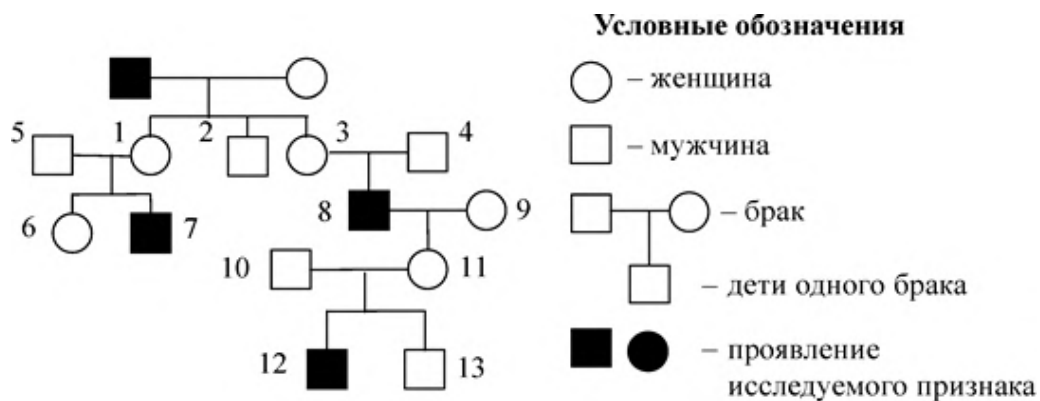 Условные обозначения
– женщина
– мужчина
– брак
– дети одного брака
– проявление
исследуемого признака
5 1 2 3 4
6 7 8 9
10 11
12 13